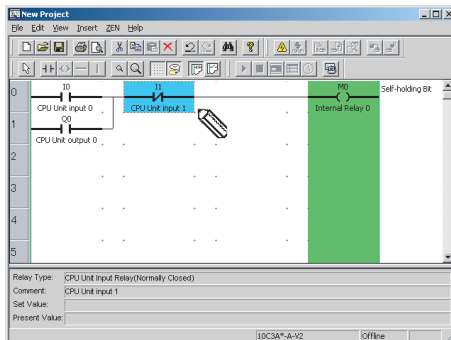 New Project
File Edit View Insert ZEN Help
0 I0 I1 M0 Self-holding Bit
CPU Unit input 0 CPU Unit input 1 Internal Relay 0
1 Q0
CPU Unit output 0
2
3
4
5
Relay Type: CPU Unit Input Relay(Normally Closed)
Comment: CPU Unit input 1
Set Value:
Present Value:
10C3A*-A-V2 Offline